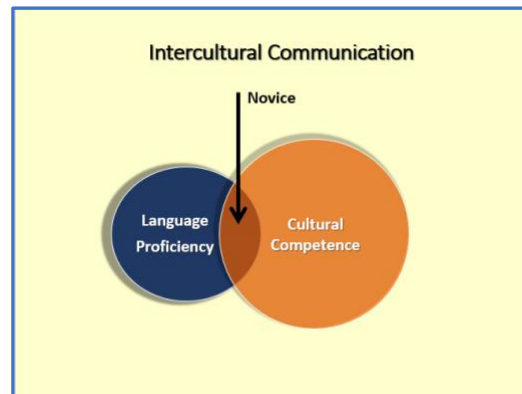 Intercultural Communication
Novice
Language
Proficiency
Cultural
Competence